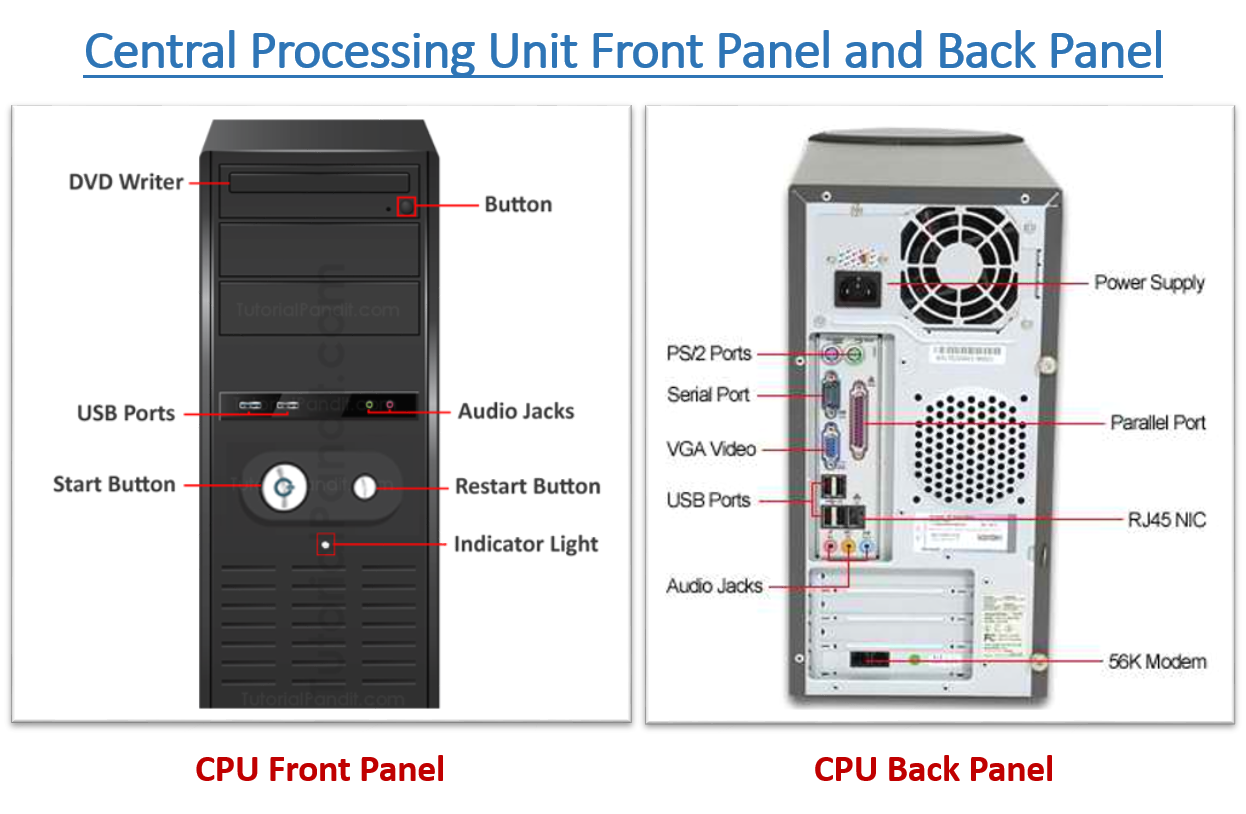 Central Processing Unit Front Panel and Back Panel
DVD Writer
Button
TutorialPandit.com
USB Ports
Audio Jacks
Start Button
Restart Button
Indicator Light
TutorialPandit.com
CPU Front Panel
Power Supply
PS/2 Ports
Serial Port
Parallel Port
VGA Video
USB Ports
RJ45 NIC
Audio Jacks
56K Modem
FC
CPU Back Panel